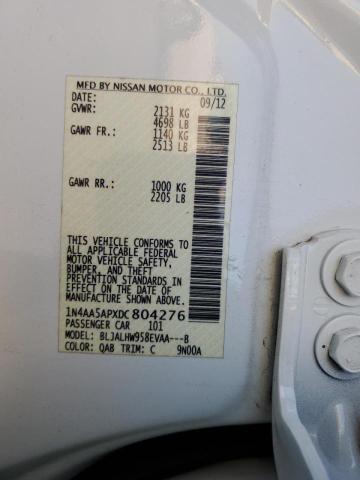 MFD BY NISSAN MOTOR CO., LTD.
DATE: 09/12
GVWR: 2131 KG
4698 LB
GAWR FR.: 1140 KG
2513 LB
GAWR RR.: 1000 KG
2205 LB
THIS VEHICLE CONFORMS TO
ALL APPLICABLE FEDERAL
MOTOR VEHICLE SAFETY,
BUMPER, AND THEFT
PREVENTION STANDARDS
IN EFFECT ON THE DATE OF
MANUFACTURE SHOWN ABOVE.
1N4AA5APXDC804276
PASSENGER CAR 101
MODEL: BLJALHW958EVAA---B
COLOR: QAB TRIM: C 9N00A